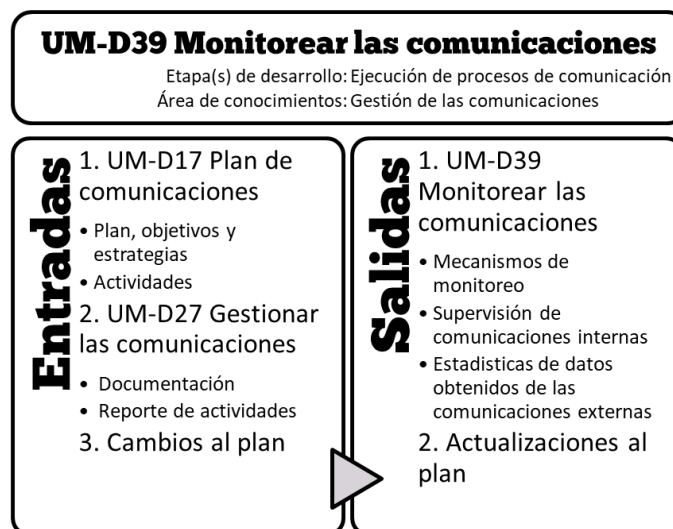 UM-D39 Monitorear las comunicaciones
Etapa(s) de desarrollo: Ejecución de procesos de comunicación
Área de conocimientos: Gestión de las comunicaciones
Entradas
1. UM-D17 Plan de
comunicaciones
• Plan, objetivos y
estrategias
• Actividades
2. UM-D27 Gestionar
las comunicaciones
• Documentación
• Reporte de actividades
3. Cambios al plan
Salidas
1. UM-D39
Monitorear las
comunicaciones
• Mecanismos de
monitoreo
• Supervisión de
comunicaciones internas
• Estadisticas de datos
obtenidos de las
comunicaciones externas
2. Actualizaciones al
plan